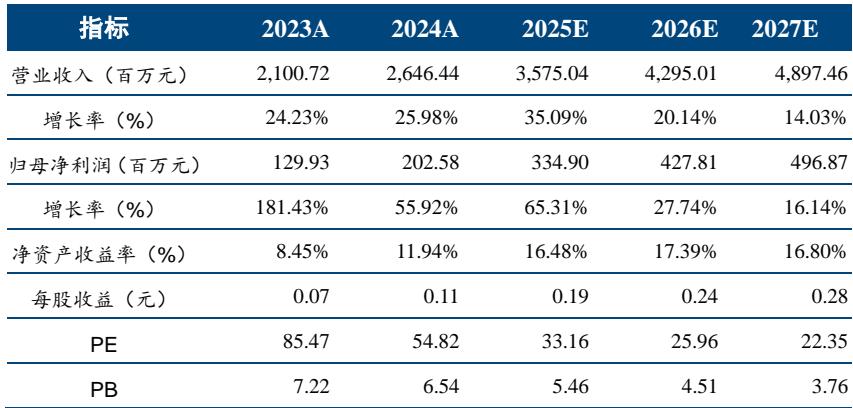 指标 2023A 2024A 2025E 2026E 2027E
营业收入（百万元） 2,100.72 2,646.44 3,575.04 4,295.01 4,897.46
增长率（%） 24.23% 25.98% 35.09% 20.14% 14.03%
归母净利润（百万元） 129.93 202.58 334.90 427.81 496.87
增长率（%） 181.43% 55.92% 65.31% 27.74% 16.14%
净资产收益率（%） 8.45% 11.94% 16.48% 17.39% 16.80%
每股收益（元） 0.07 0.11 0.19 0.24 0.28
PE 85.47 54.82 33.16 25.96 22.35
PB 7.22 6.54 5.46 4.51 3.76